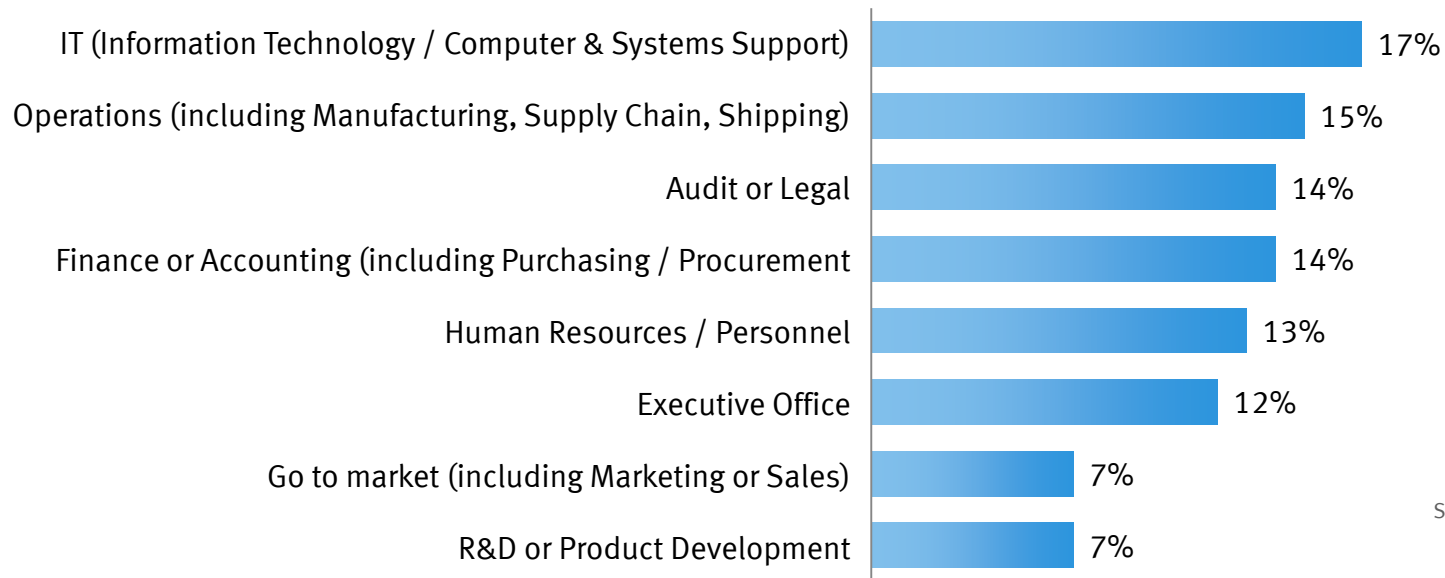 IT (Information Technology / Computer & Systems Support) 17%
Operations (including Manufacturing, Supply Chain, Shipping) 15%
Audit or Legal 14%
Finance or Accounting (including Purchasing / Procurement 14%
Human Resources / Personnel 13%
Executive Office 12%
Go to market (including Marketing or Sales) 7%
S
R&D or Product Development 7%